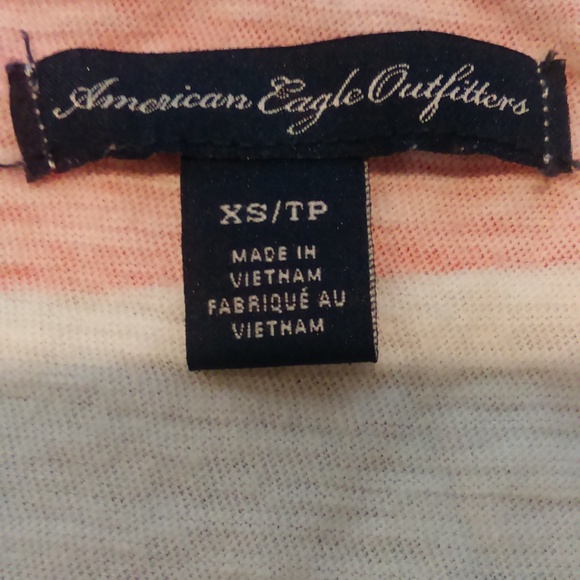 American Eagle Outfitters
XS/TP
MADE IN
VIETNAM
FABRIQUÉ AU
VIETNAM